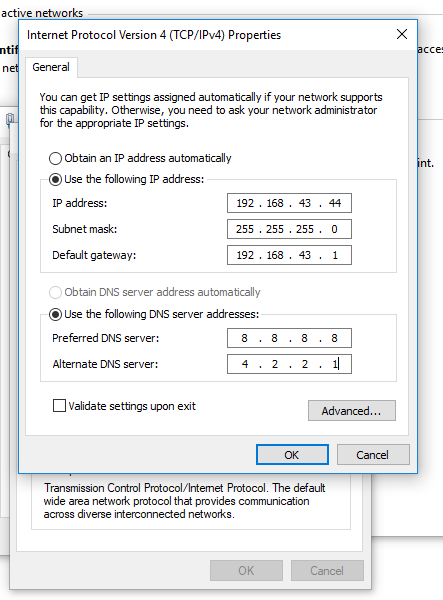 active networks
Internet Protocol Version 4 (TCP/IPv4) Properties
General
You can get IP settings assigned automatically if your network supports
this capability. Otherwise, you need to ask your network administrator
for the appropriate IP settings.
Obtain an IP address automatically
Use the following IP address:
IP address: 192 . 168 . 43 . 44
Subnet mask: 255 . 255 . 255 . 0
Default gateway: 192 . 168 . 43 . 1
Obtain DNS server address automatically
Use the following DNS server addresses:
Preferred DNS server: 8 . 8 . 8 . 8
Alternate DNS server: 4 . 2 . 2 . 1
Validate settings upon exit
Advanced...
OK Cancel
Transmission Control Protocol/Internet Protocol. The default
wide area network protocol that provides communication
across diverse interconnected networks.
OK Cancel